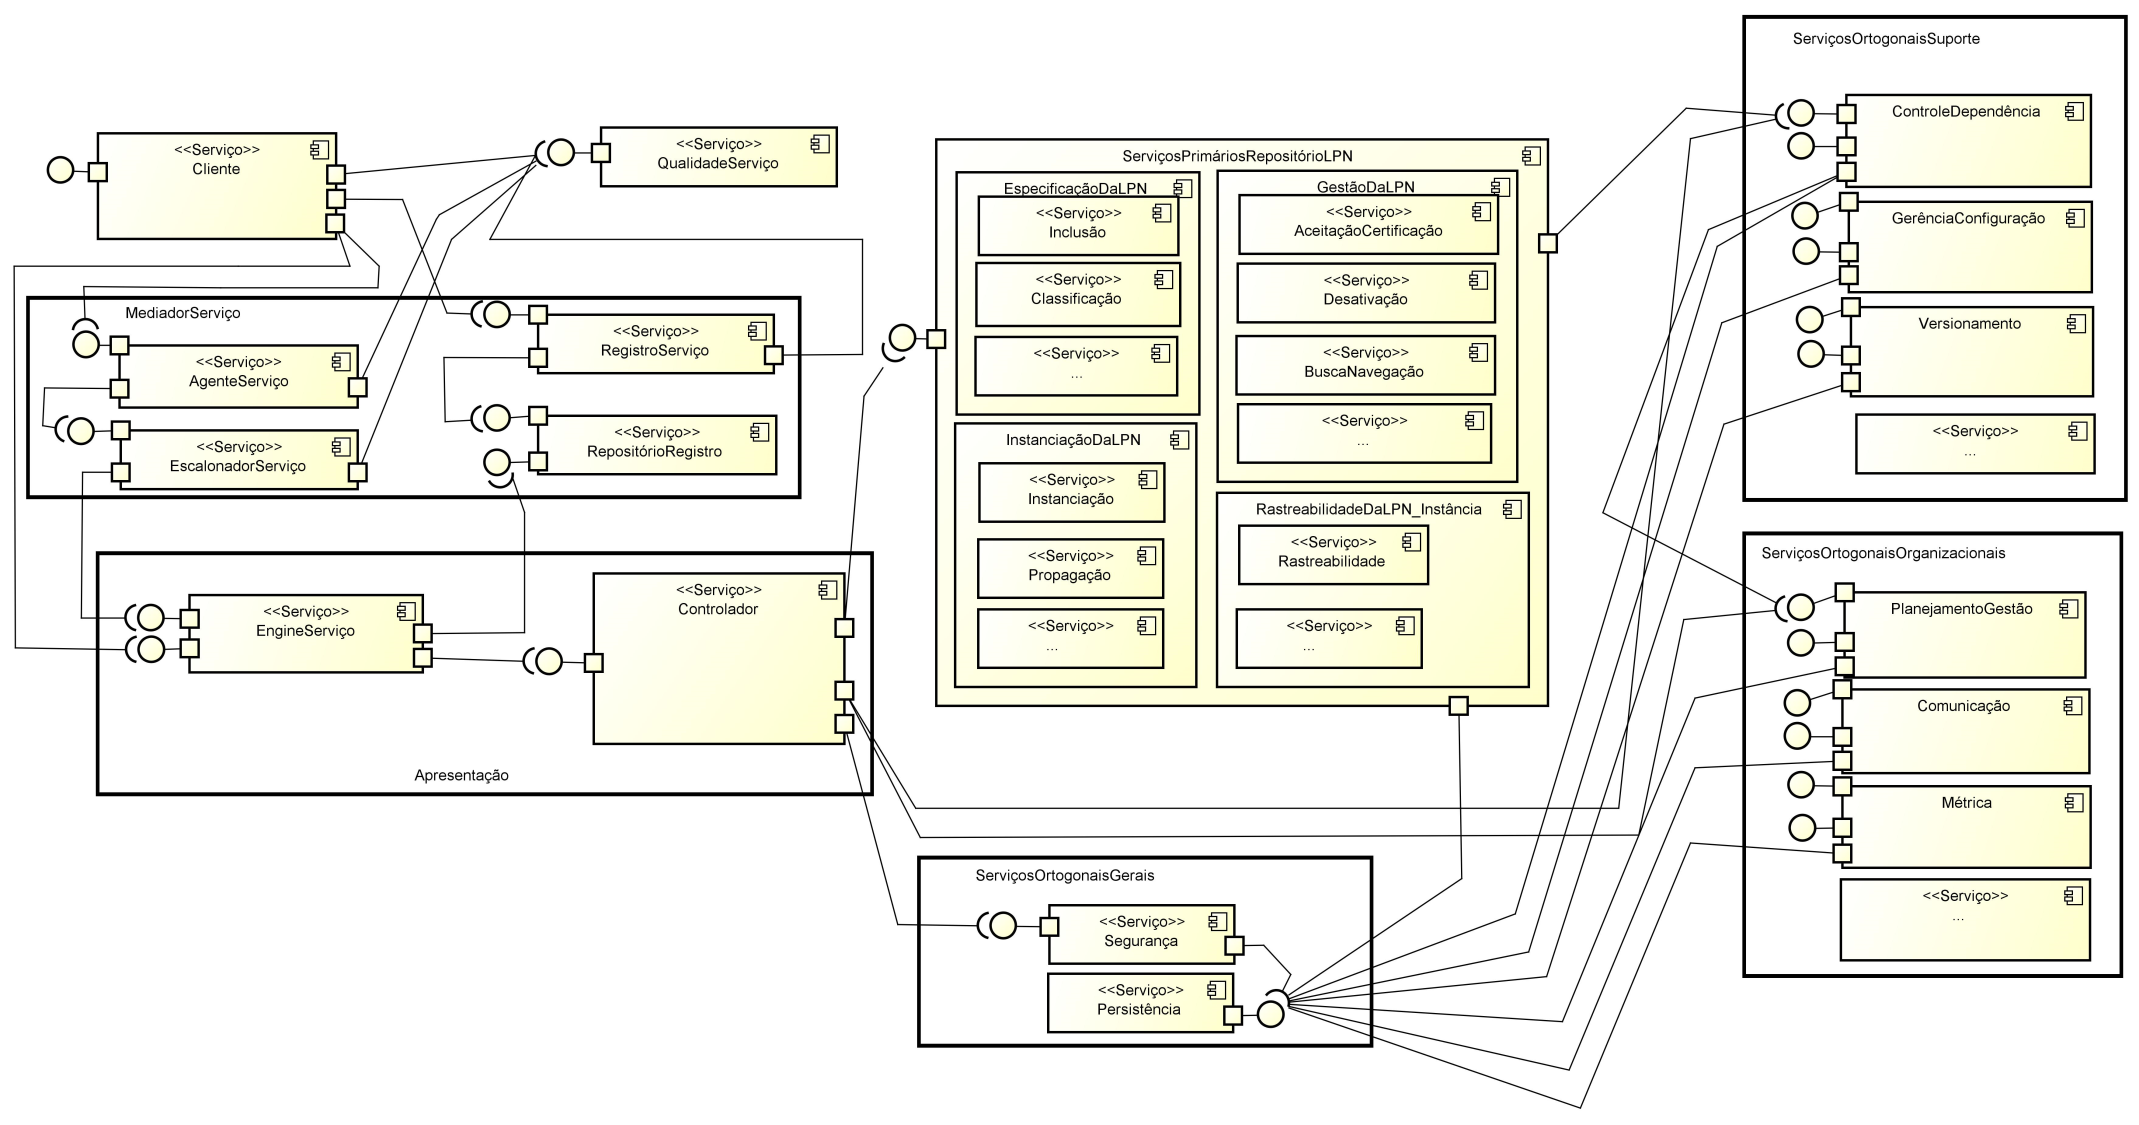 <<Serviço>>
Cliente
<<Serviço>>
QualidadeServiço
MediadorServiço
<<Serviço>>
AgenteServiço
<<Serviço>>
EscalonadorServiço
<<Serviço>>
RegistroServiço
<<Serviço>>
RepositórioRegistro
<<Serviço>>
EngineServiço
<<Serviço>>
Controlador
Apresentação
ServiçosPrimáriosRepositórioLPN
EspecificaçãoDaLPN
<<Serviço>>
Inclusão
<<Serviço>>
Classificação
<<Serviço>>
...
GestãoDaLPN
<<Serviço>>
AceitaçãoCertificação
<<Serviço>>
Desativação
<<Serviço>>
BuscaNavegação
<<Serviço>>
...
InstanciaçãoDaLPN
<<Serviço>>
Instanciação
<<Serviço>>
Propagação
<<Serviço>>
...
RastreabilidadeDaLPN_Instância
<<Serviço>>
Rastreabilidade
<<Serviço>>
...
ServiçosOrtogonaisGerais
<<Serviço>>
Segurança
<<Serviço>>
Persistência
ServiçosOrtogonaisSuporte
ControleDependência
GerênciaConfiguração
Versionamento
<<Serviço>>
...
ServiçosOrtogonaisOrganizacionais
PlanejamentoGestão
Comunicação
Métrica
<<Serviço>>
...